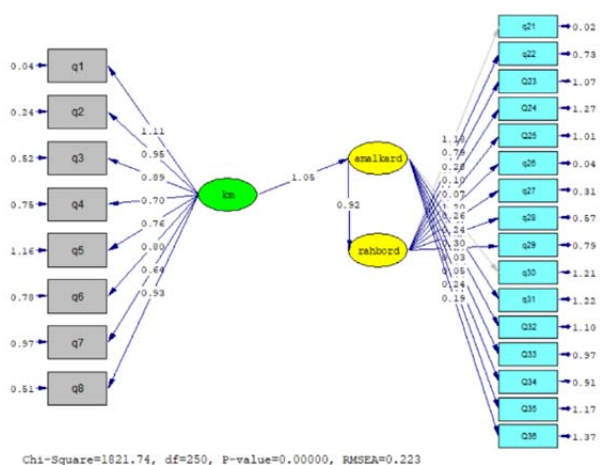 0.04 q1
0.24 q2
0.52 q3
0.75 q4
1.16 q5
0.78 q6
0.97 q7
0.51 q8
1.11
0.95
0.89
0.70
0.76
0.80
0.64
0.93
km
1.05
amalkard
0.92
rahbord
0.24
0.19
q21 0.02
q22 0.73
Q23 1.07
Q24 1.27
Q25 1.01
q26 0.04
q27 0.31
q28 0.57
q29 0.79
q30 1.21
q31 1.22
Q32 1.10
Q33 0.97
Q34 0.91
Q35 1.17
Q36 1.37
Chi-Square=1821.74, df=250, P-value=0.00000, RMSEA=0.223